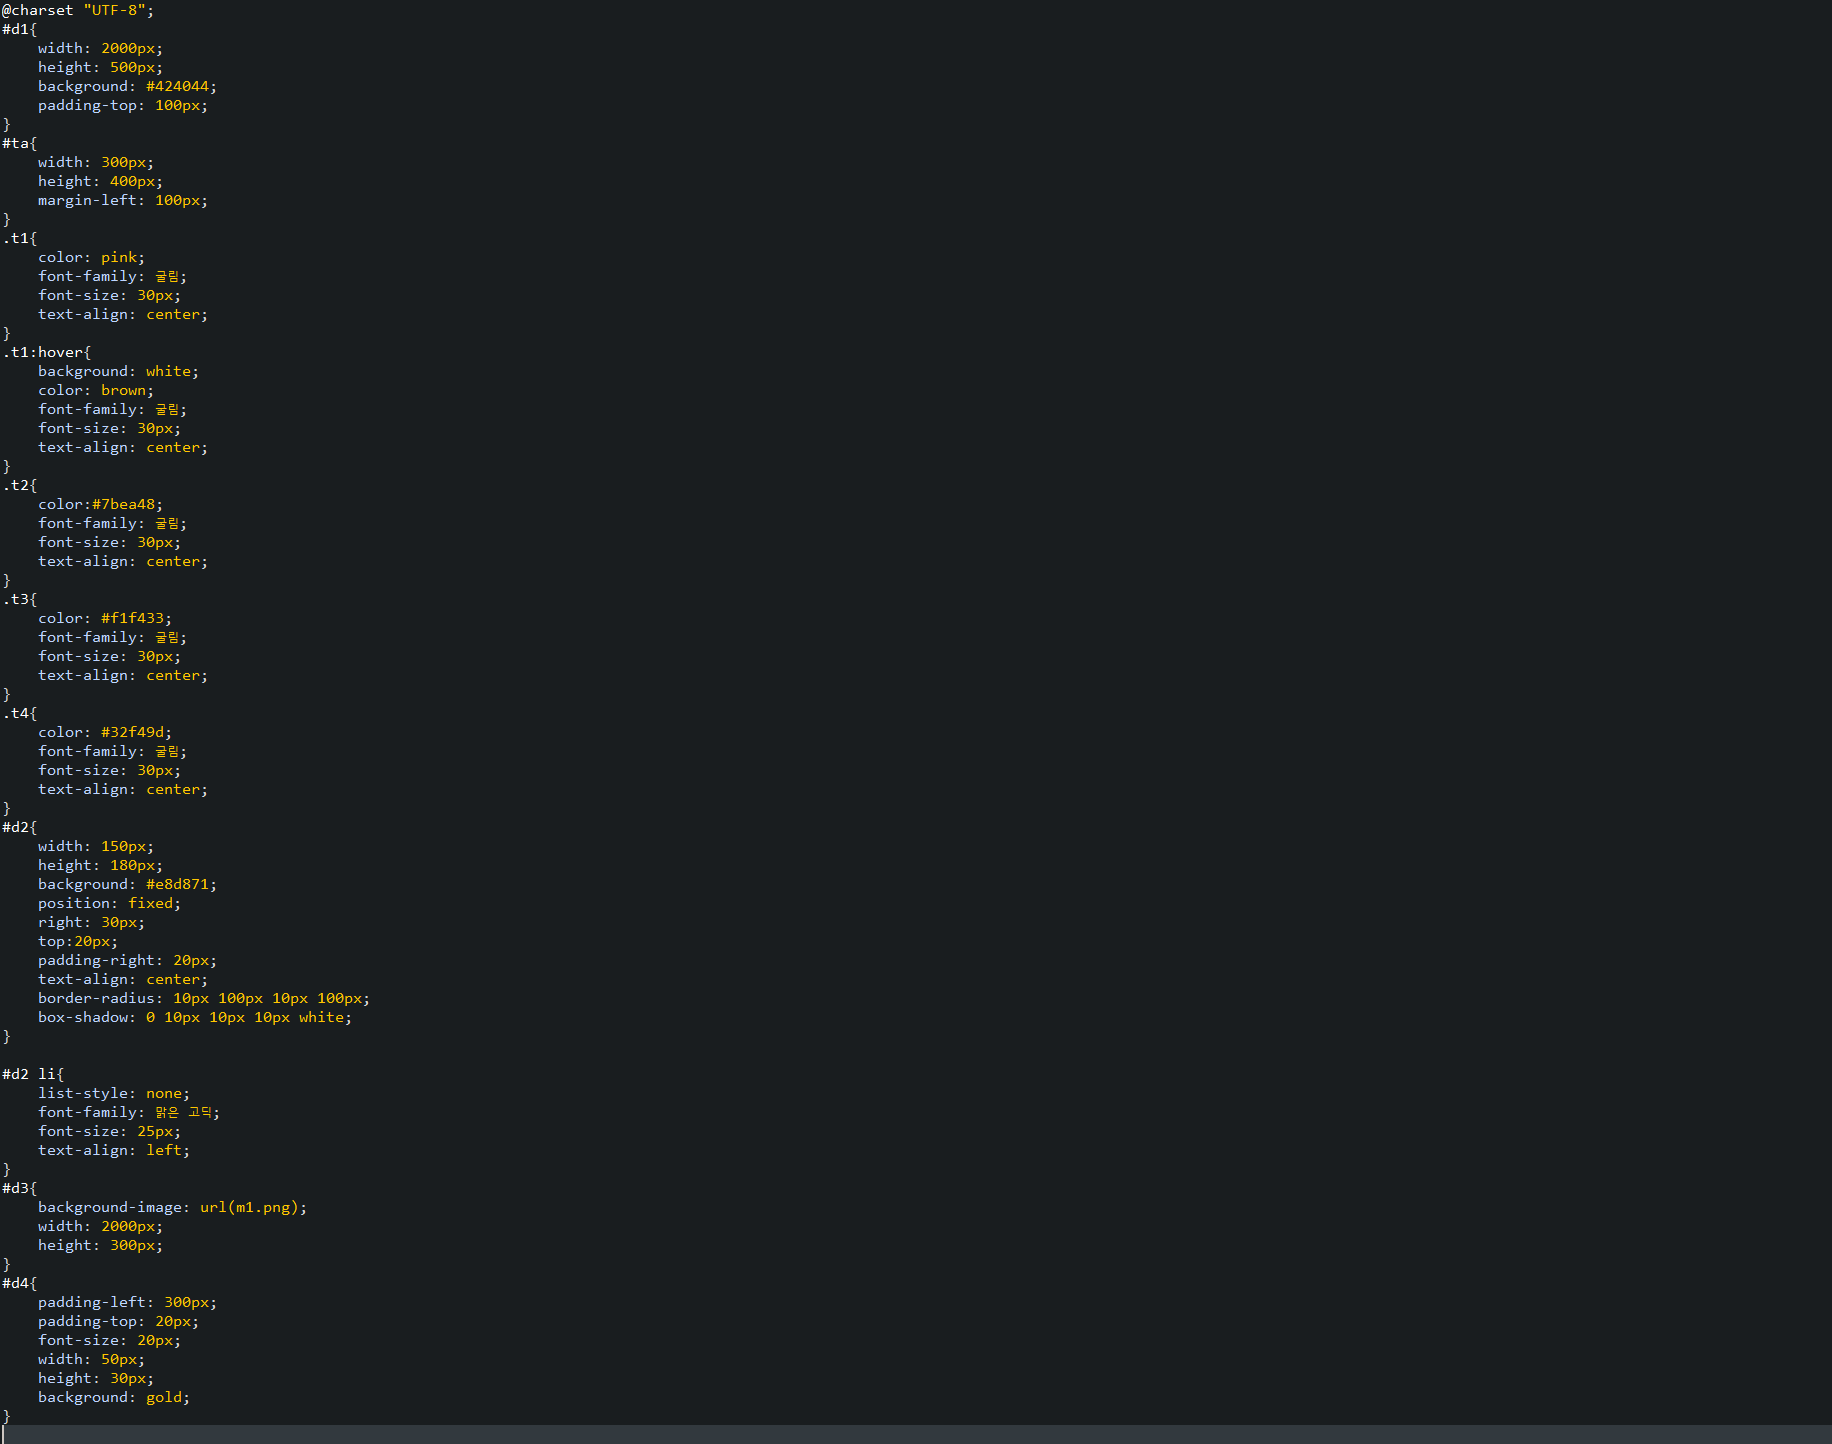 @charset "UTF-8";
#d1{
    width: 2000px;
    height: 500px;
    background: #424044;
    padding-top: 100px;
}
#ta{
    width: 300px;
    height: 400px;
    margin-left: 100px;
}
.t1{
    color: pink;
    font-family: 굴림;
    font-size: 30px;
    text-align: center;
}
.t1:hover{
    background: white;
    color: brown;
    font-family: 굴림;
    font-size: 30px;
    text-align: center;
}
.t2{
    color:#7bea48;
    font-family: 굴림;
    font-size: 30px;
    text-align: center;
}
.t3{
    color: #f1f433;
    font-family: 굴림;
    font-size: 30px;
    text-align: center;
}
.t4{
    color: #32f49d;
    font-family: 굴림;
    font-size: 30px;
    text-align: center;
}
#d2{
    width: 150px;
    height: 180px;
    background: #e8d871;
    position: fixed;
    right: 30px;
    top:20px;
    padding-right: 20px;
    text-align: center;
    border-radius: 10px 100px 10px 100px;
    box-shadow: 0 10px 10px 10px white;
}

#d2 li{
    list-style: none;
    font-family: 맑은 고딕;
    font-size: 25px;
    text-align: left;
}
#d3{
    background-image: url(m1.png);
    width: 2000px;
    height: 300px;
}
#d4{
    padding-left: 300px;
    padding-top: 20px;
    font-size: 20px;
    width: 50px;
    height: 30px;
    background: gold;
}